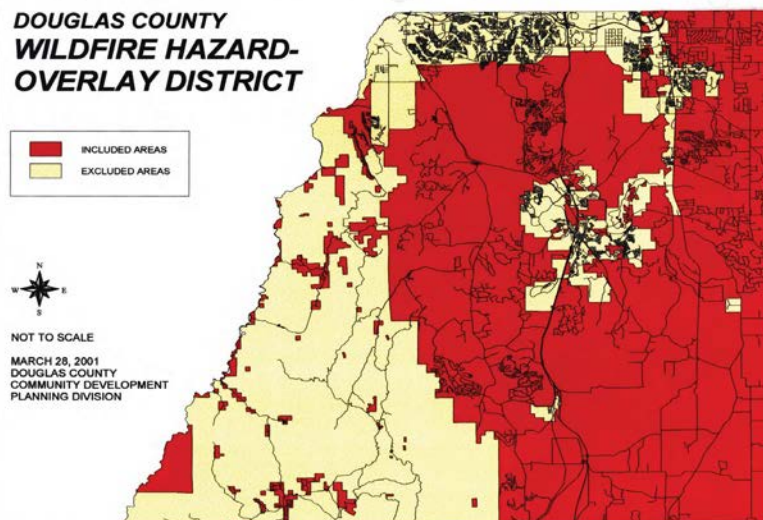 DOUGLAS COUNTY
WILDFIRE HAZARD-
OVERLAY DISTRICT
INCLUDED AREAS
EXCLUDED AREAS
N
W E
S
NOT TO SCALE
MARCH 28, 2001
DOUGLAS COUNTY
COMMUNITY DEVELOPMENT
PLANNING DIVISION